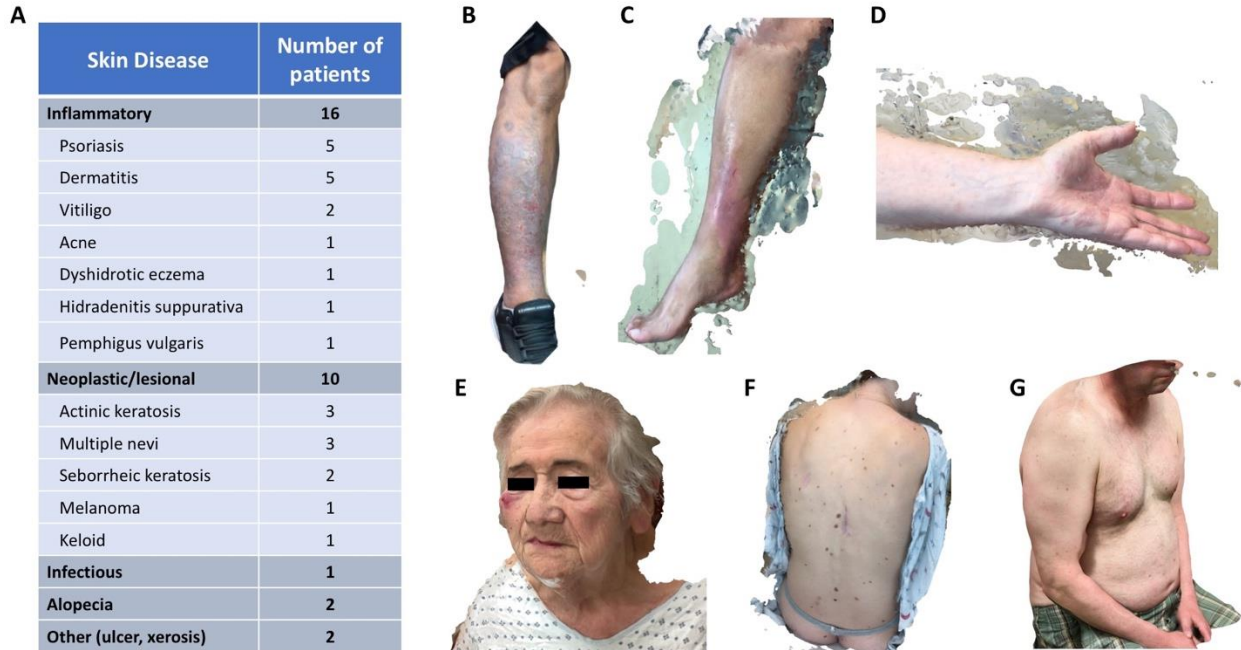 A
B
C
D
Skin Disease
Number of
patients
Inflammatory 16
Psoriasis 5
Dermatitis 5
Vitiligo 2
Acne 1
Dyshidrotic eczema 1
Hidradenitis suppurativa 1
Pemphigus vulgaris 1
Neoplastic/lesional 10
Actinic keratosis 3
Multiple nevi 3
Seborrheic keratosis 2
Melanoma 1
Keloid 1
Infectious 1
Alopecia 2
Other (ulcer, xerosis) 2
E
F
G